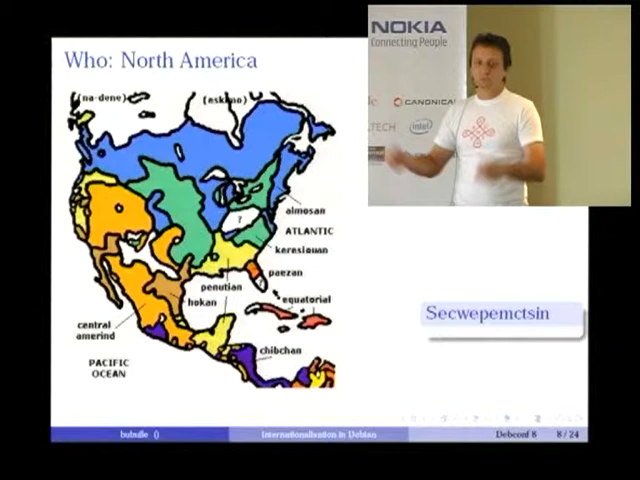 Who: North America
NOKIA
Connecting People
CANONICAL
intel
(na-dene)
(eskimo)
almosan
ATLANTIC
keresiouan
paezan
penutian
equatorial
hokan
central
amerind
chibchan
PACIFIC
OCEAN
?
Secwepemctsin
bubulle ()
Internationalisation in Debian
Debconf 8
8 / 24